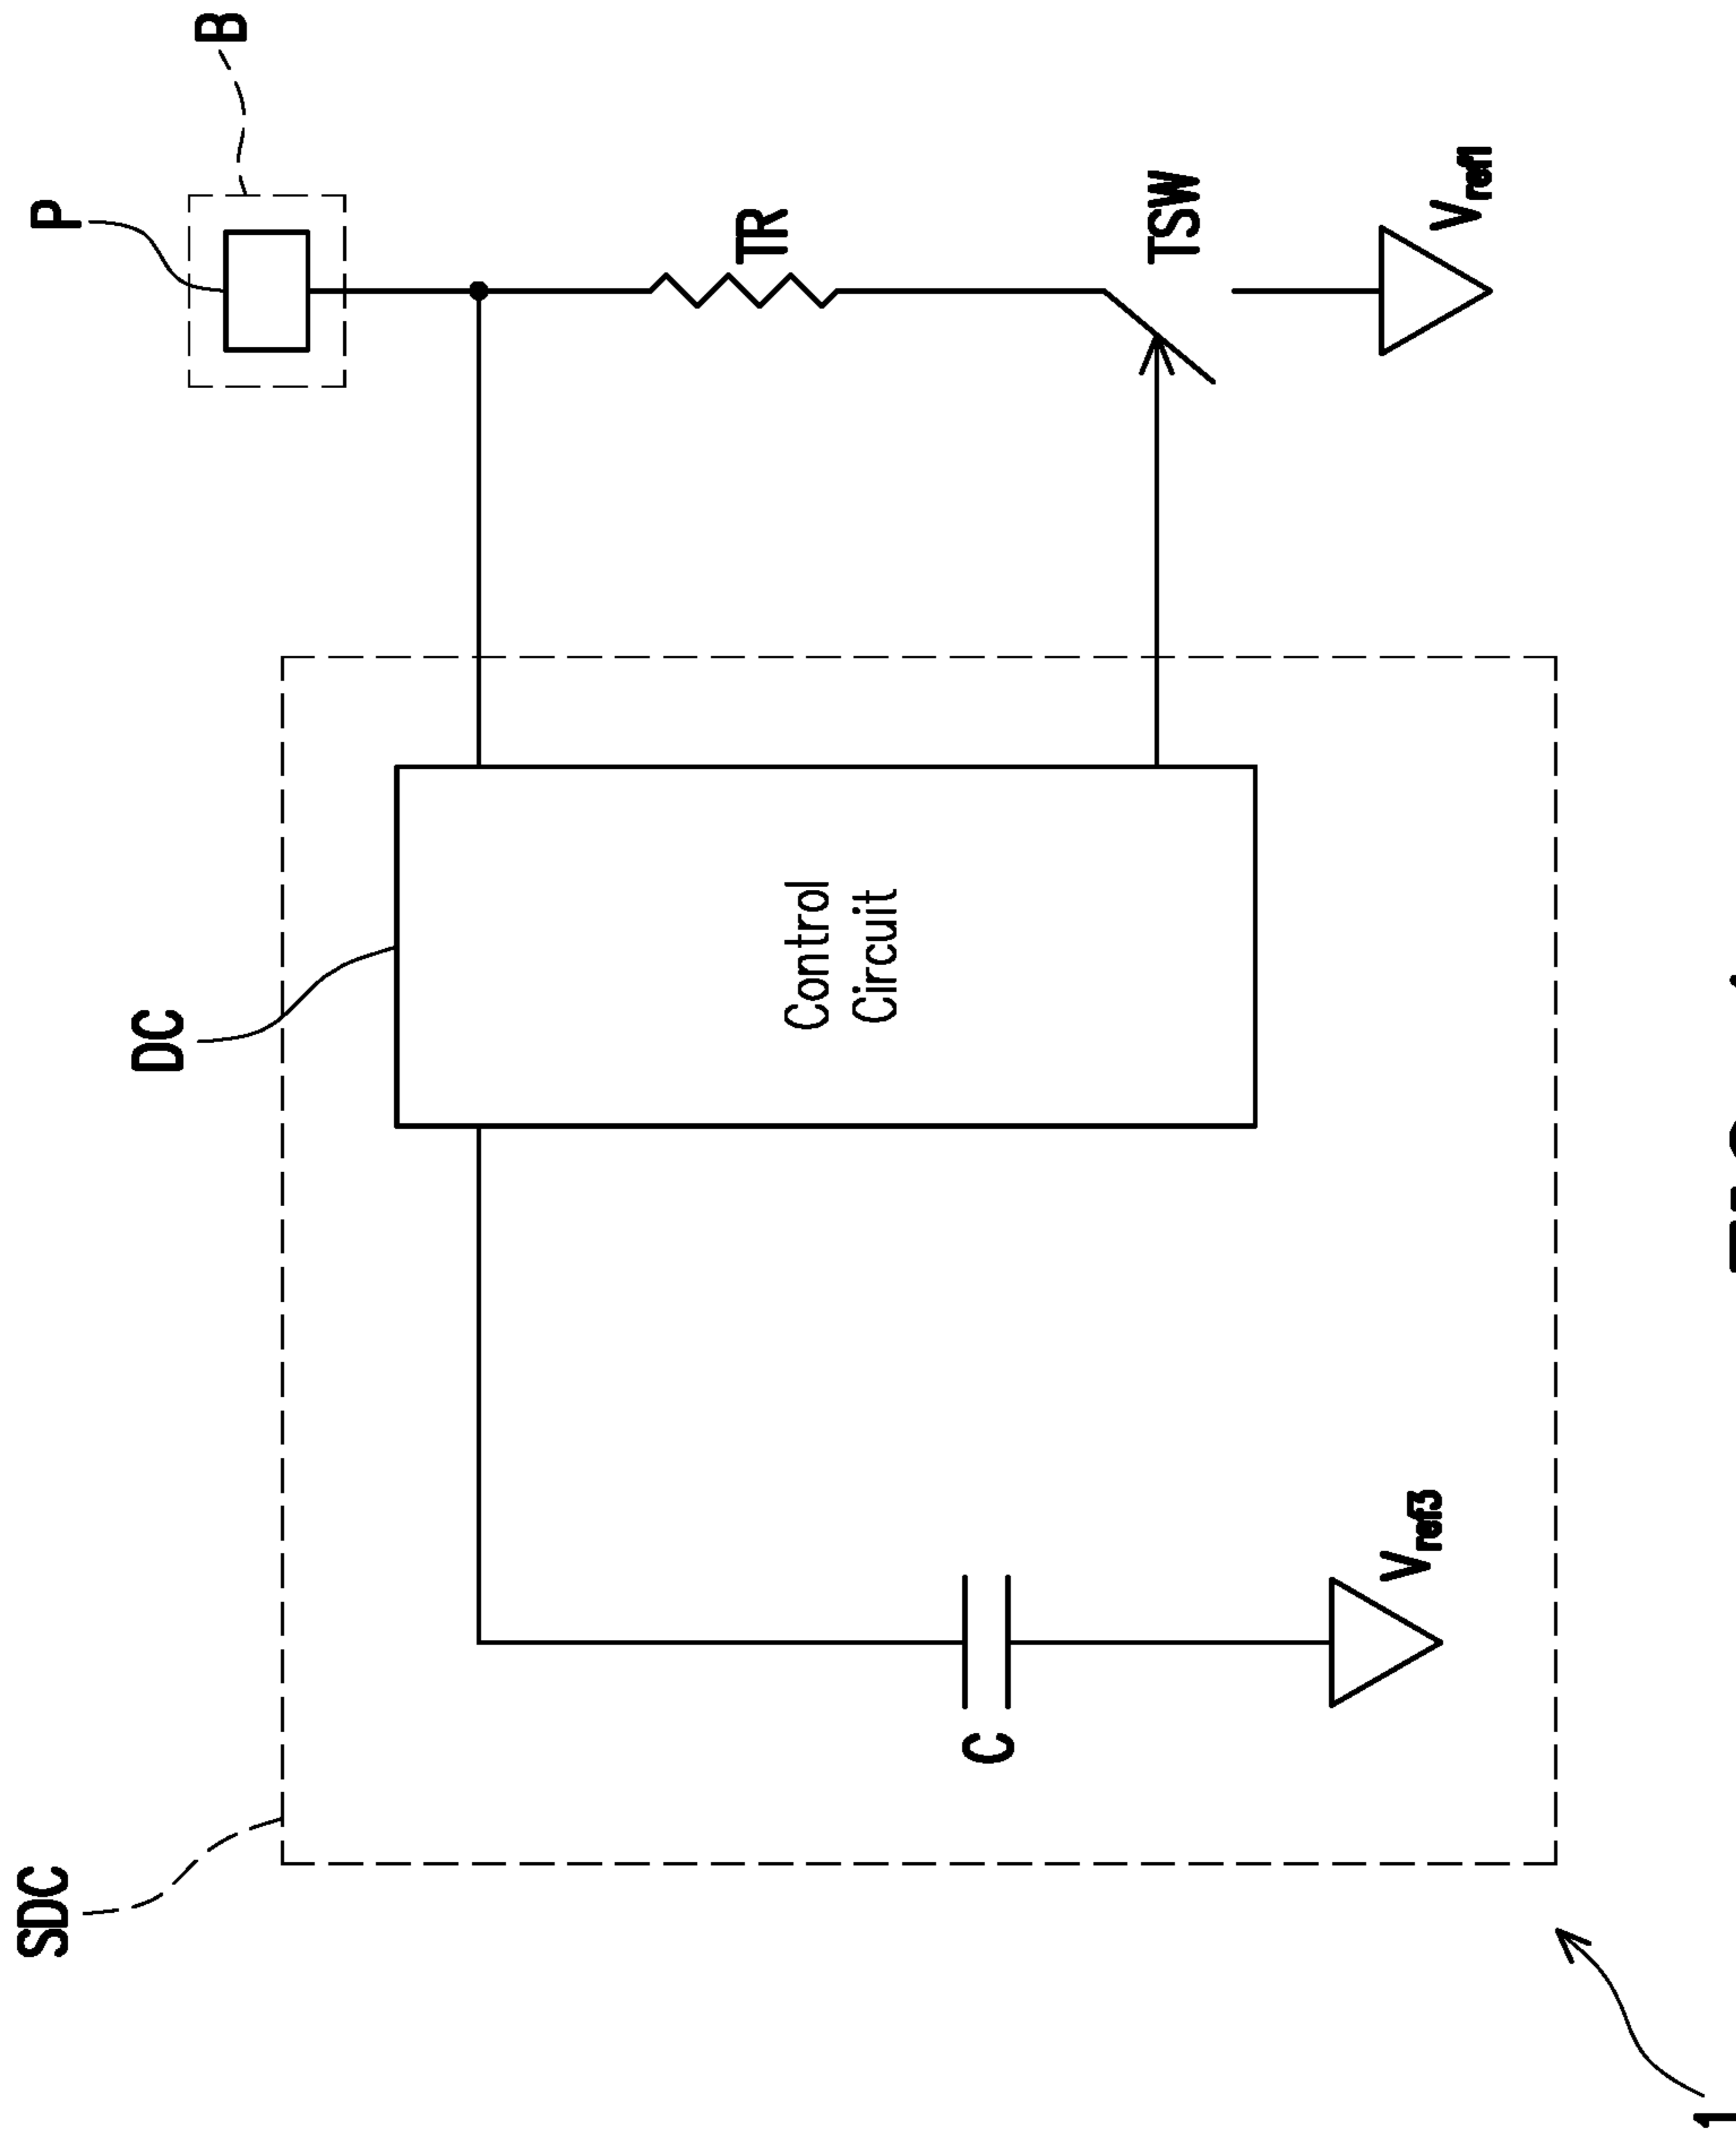 SDC
P
DC
B
TR
Control
Circuit
C
TSW
Vref3
Vref1
1